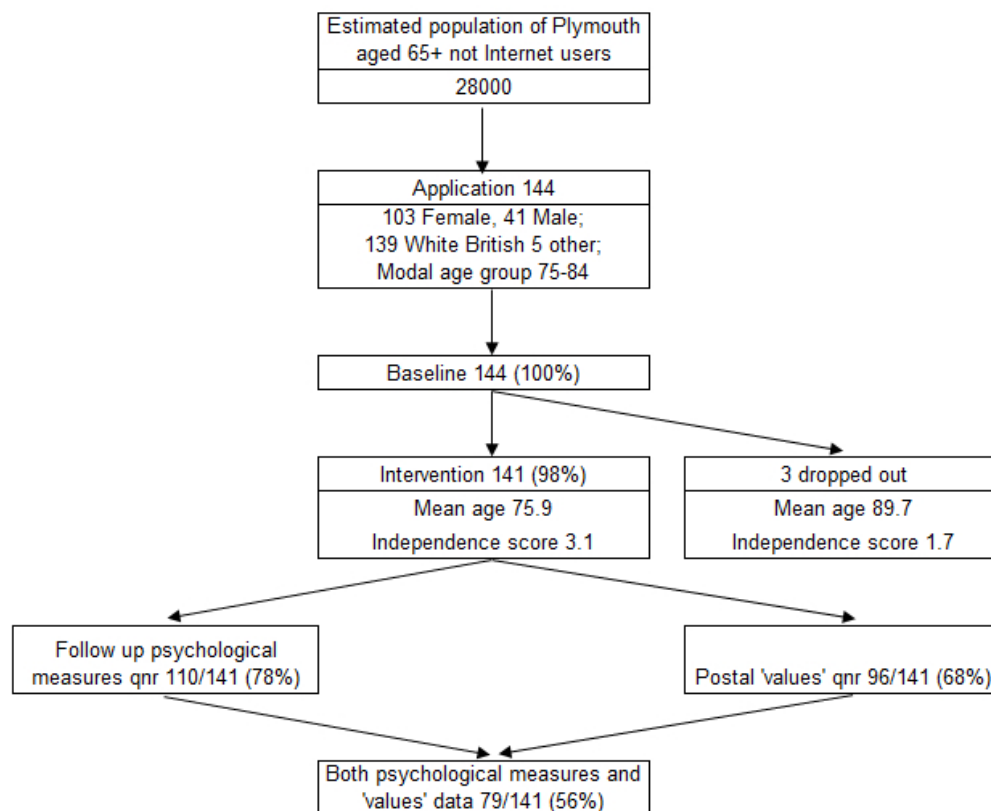 Estimated population of Plymouth
aged 65+ not Internet users
28000
Application 144
103 Female, 41 Male;
139 White British 5 other;
Modal age group 75-84
Baseline 144 (100%)
Intervention 141 (98%)
Mean age 75.9
Independence score 3.1
3 dropped out
Mean age 89.7
Independence score 1.7
Follow up psychological
measures qnr 110/141 (78%)
Postal 'values' qnr 96/141 (68%)
Both psychological measures and
'values' data 79/141 (56%)